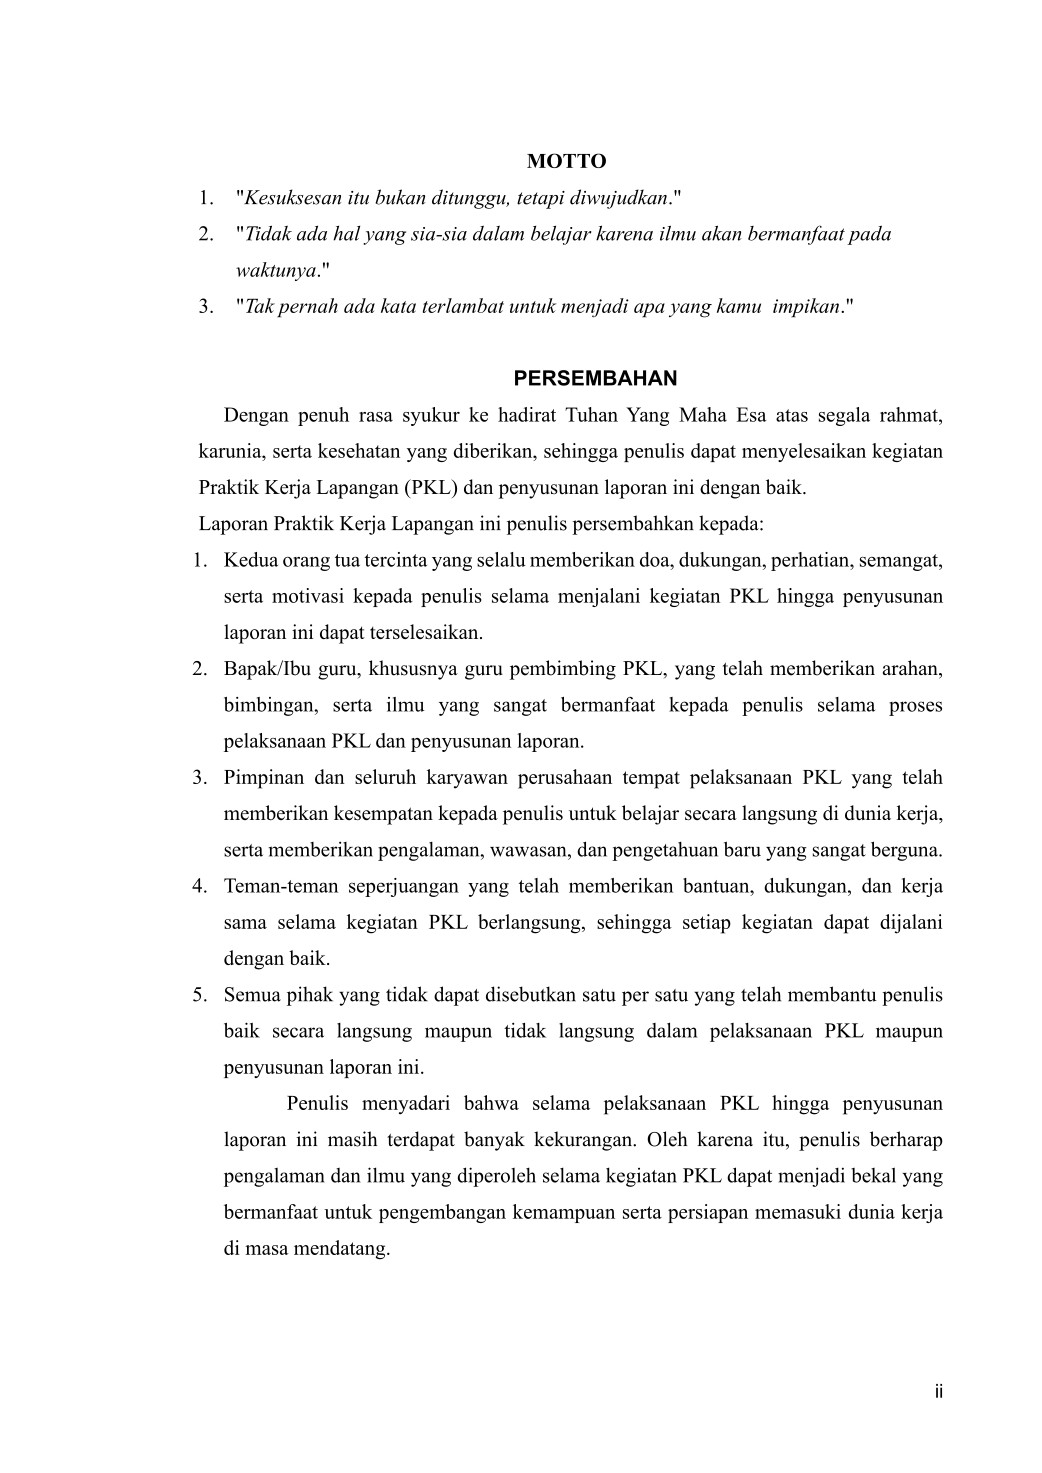 MOTTO
1. "Kesuksesan itu bukan ditunggu, tetapi diwujudkan."
2. "Tidak ada hal yang sia-sia dalam belajar karena ilmu akan bermanfaat pada
waktunya."
3. "Tak pernah ada kata terlambat untuk menjadi apa yang kamu  impikan."
PERSEMBAHAN
Dengan penuh rasa syukur ke hadirat Tuhan Yang Maha Esa atas segala rahmat,
karunia, serta kesehatan yang diberikan, sehingga penulis dapat menyelesaikan kegiatan
Praktik Kerja Lapangan (PKL) dan penyusunan laporan ini dengan baik.
Laporan Praktik Kerja Lapangan ini penulis persembahkan kepada:
1. Kedua orang tua tercinta yang selalu memberikan doa, dukungan, perhatian, semangat,
serta motivasi kepada penulis selama menjalani kegiatan PKL hingga penyusunan
laporan ini dapat terselesaikan.
2. Bapak/Ibu guru, khususnya guru pembimbing PKL, yang telah memberikan arahan,
bimbingan, serta ilmu yang sangat bermanfaat kepada penulis selama proses
pelaksanaan PKL dan penyusunan laporan.
3. Pimpinan dan seluruh karyawan perusahaan tempat pelaksanaan PKL yang telah
memberikan kesempatan kepada penulis untuk belajar secara langsung di dunia kerja,
serta memberikan pengalaman, wawasan, dan pengetahuan baru yang sangat berguna.
4. Teman-teman seperjuangan yang telah memberikan bantuan, dukungan, dan kerja
sama selama kegiatan PKL berlangsung, sehingga setiap kegiatan dapat dijalani
dengan baik.
5. Semua pihak yang tidak dapat disebutkan satu per satu yang telah membantu penulis
baik secara langsung maupun tidak langsung dalam pelaksanaan PKL maupun
penyusunan laporan ini.
Penulis menyadari bahwa selama pelaksanaan PKL hingga penyusunan
laporan ini masih terdapat banyak kekurangan. Oleh karena itu, penulis berharap
pengalaman dan ilmu yang diperoleh selama kegiatan PKL dapat menjadi bekal yang
bermanfaat untuk pengembangan kemampuan serta persiapan memasuki dunia kerja
di masa mendatang.
ii